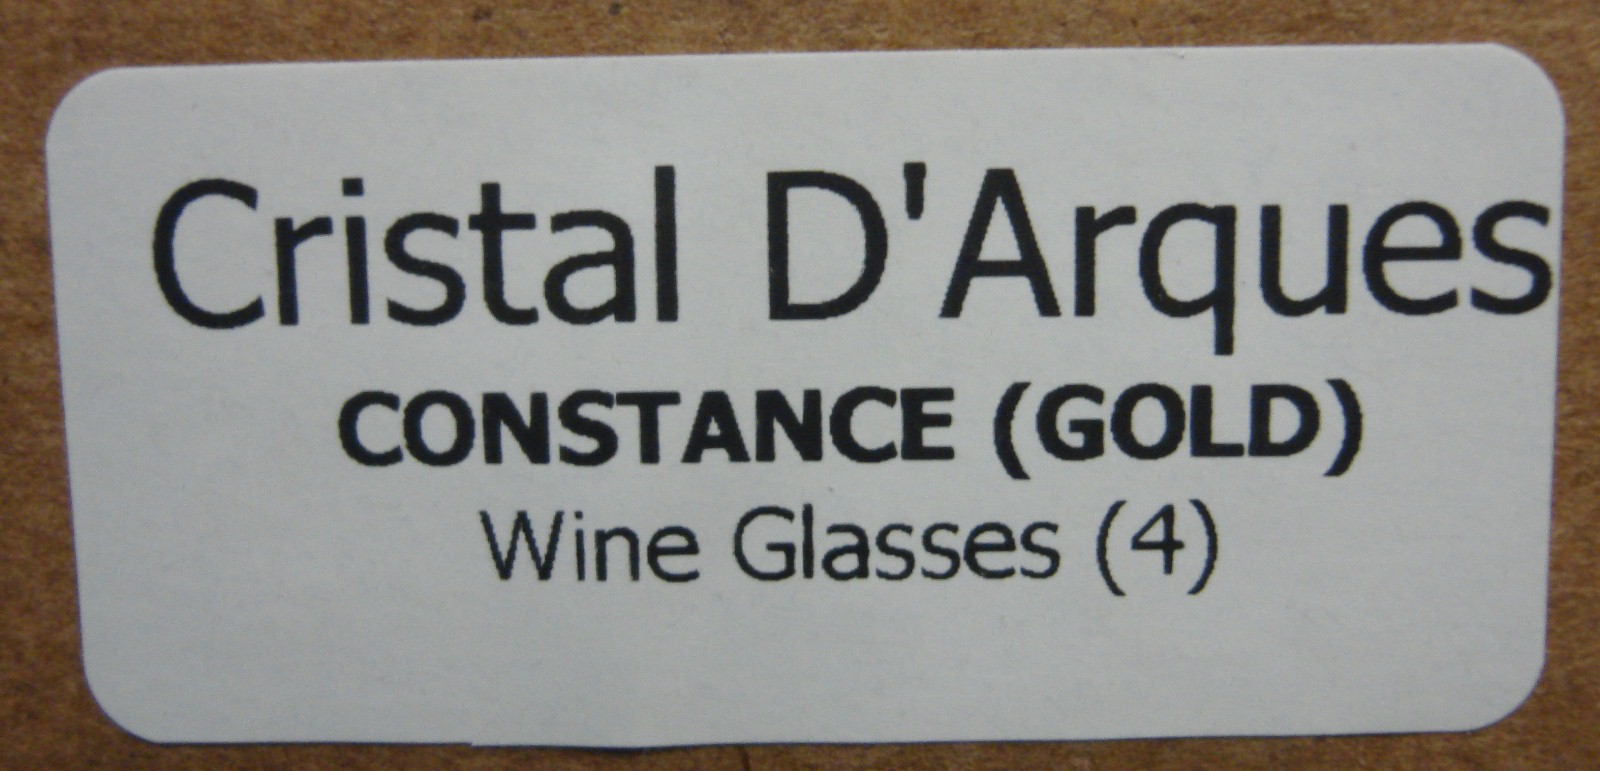 Cristal D'Arques
CONSTANCE (GOLD)
Wine Glasses (4)